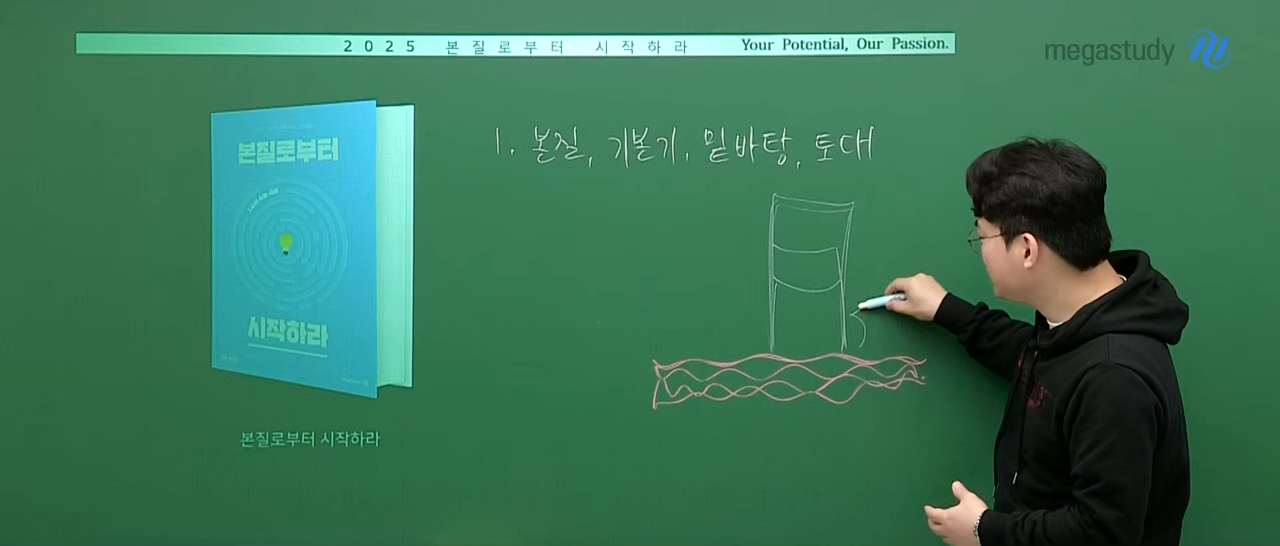 2025 본질로부터 시작하라 Your Potential, Our Passion.
megastudy
본질로부터
시작하라
본질로부터 시작하라
1. 본질, 기본기, 밑바탕, 토대